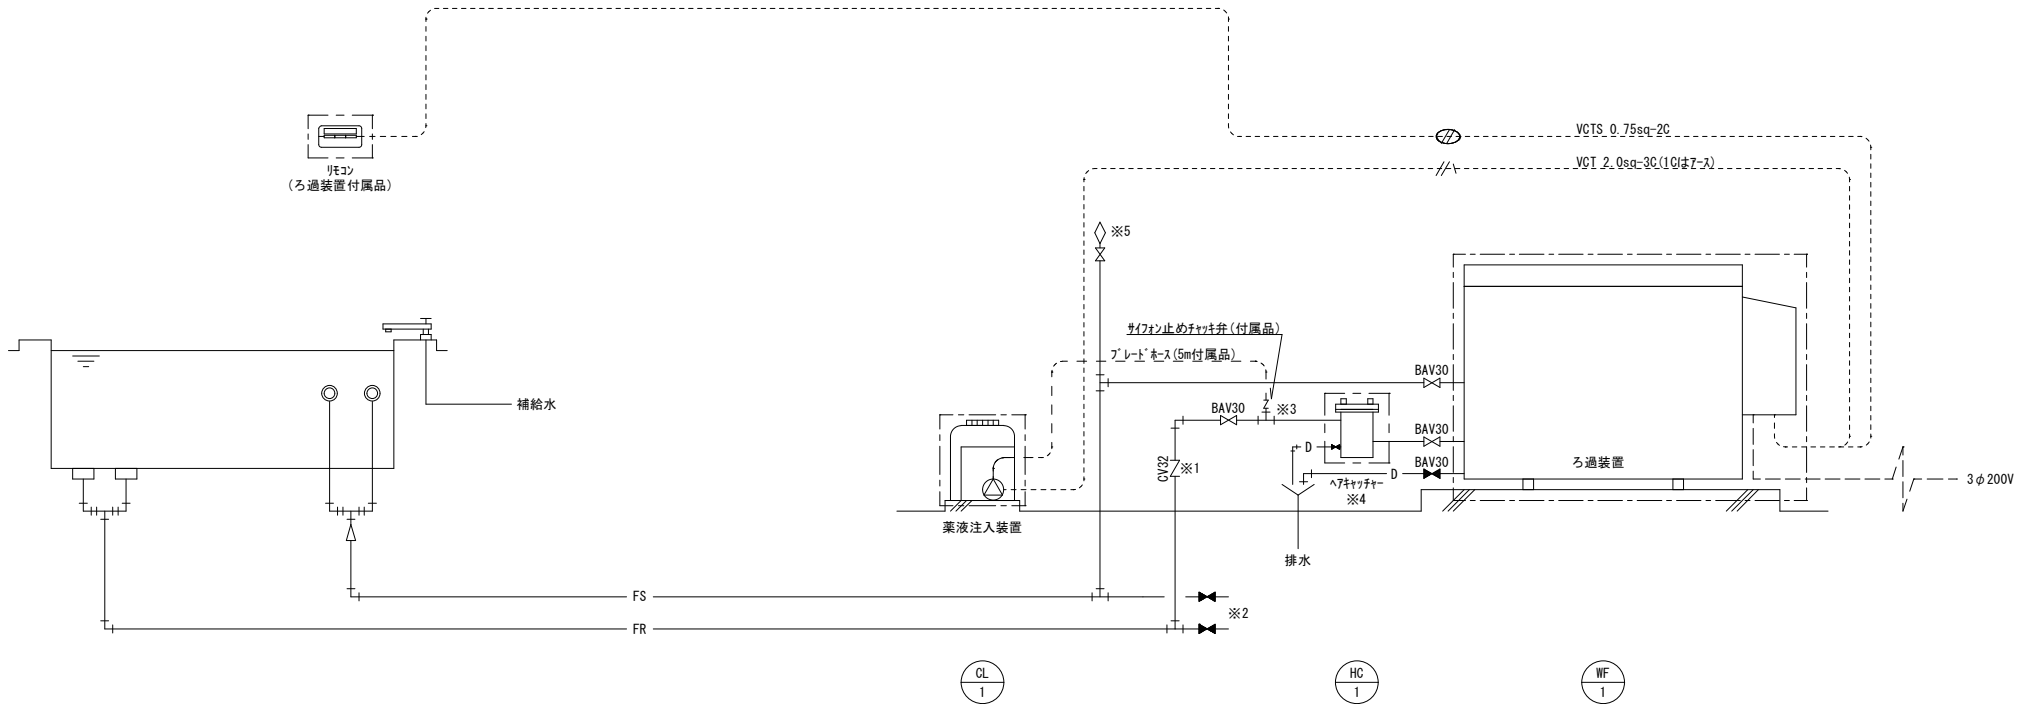 VCTS 0.75sq-2C
VCT 2.0sq-3C(1Cはｱｰｽ)
ﾘﾓｺﾝ
(ろ過装置付属品)
※5
ｻｲﾌｫﾝ止めﾁｬｯｷ弁(付属品)
ﾌﾞﾚｰﾄﾞﾎｰｽ(5m付属品)
BAV30
補給水
BAV30
※3
BAV30
D
CV32
※1
D
BAV30
ろ過装置
ﾍｱｷｬｯﾁｬｰ
※4
3φ200V
薬液注入装置
排水
FS
※2
FR
CL
1
HC
1
WF
1